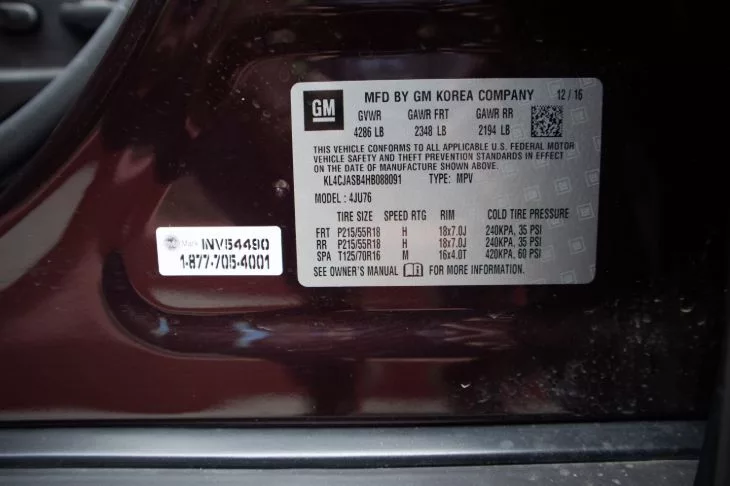 GM
MFD BY GM KOREA COMPANY 12/16
GVWR GAWR FRT GAWR RR
4286 LB 2348 LB 2194 LB
THIS VEHICLE CONFORMS TO ALL APPLICABLE U.S. FEDERAL MOTOR
VEHICLE SAFETY AND THEFT PREVENTION STANDARDS IN EFFECT
ON THE DATE OF MANUFACTURE SHOWN ABOVE.
KL4CJASB4HB088091 TYPE: MPV
MODEL: 4JU76
TIRE SIZE SPEED RTG RIM COLD TIRE PRESSURE
FRT P215/55R18 H 18x7.0J 240KPA, 35 PSI
RR P215/55R18 H 18x7.0J 240KPA, 35 PSI
SPA T125/70R16 M 16x4.0T 420KPA, 60 PSI
SEE OWNER'S MANUAL FOR MORE INFORMATION.
INV54490
1-877-705-4001